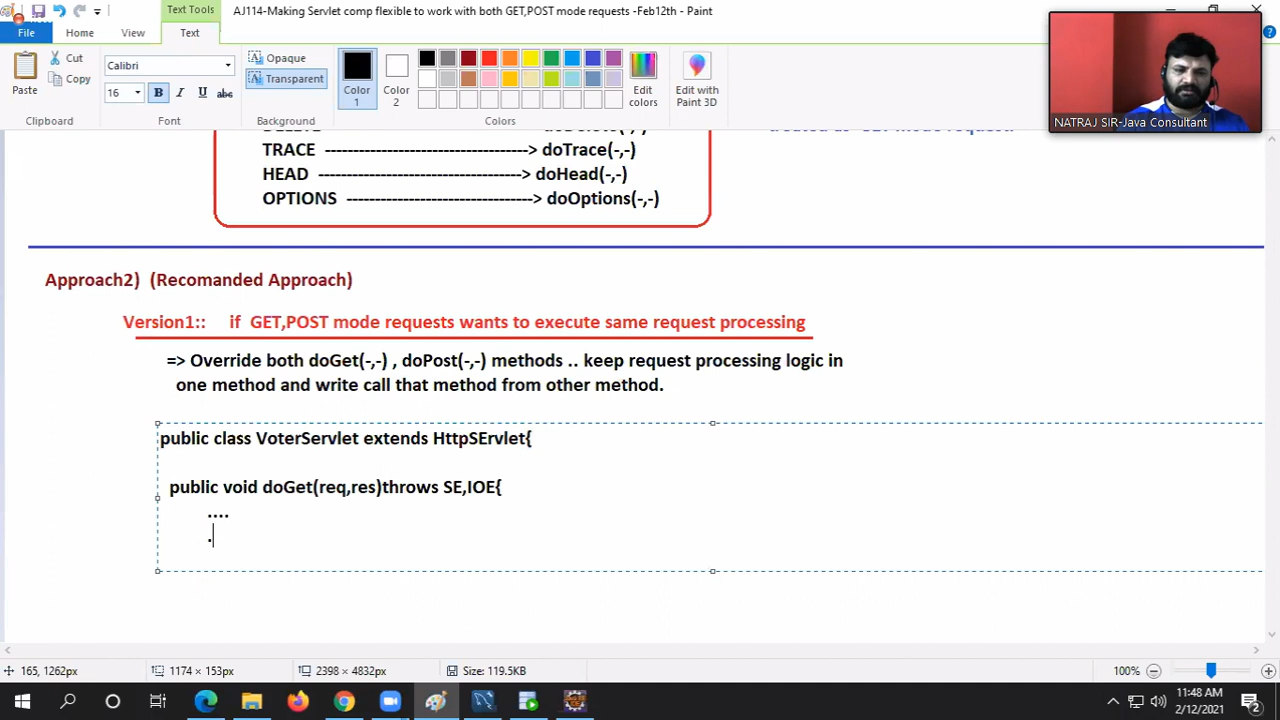 Text Tools
AJ114-Making Servlet comp flexible to work with both GET,POST mode requests -Feb12th - Paint
File
Home
View
Text
Paste
Cut
Copy
Clipboard
Calibri
16
B I U abc
Font
Opaque
Transparent
Color 1
Color 2
Edit colors
Edit with Paint 3D
Colors
NATRAJ SIR-Java Consultant
TRACE ------------------------------------> doTrace(-,-)
HEAD ------------------------------------> doHead(-,-)
OPTIONS ---------------------------------> doOptions(-,-)
Approach2) (Recomanded Approach)
Version1:: if GET,POST mode requests wants to execute same request processing
=> Override both doGet(-,-) , doPost(-,-) methods .. keep request processing logic in
one method and write call that method from other method.
public class VoterServlet extends HttpSErvlet{
public void doGet(req,res)throws SE,IOE{
....
.
165, 1262px
1174 × 153px
2398 × 4832px
Size: 119.5KB
100%
11:48 AM
2/12/2021
2